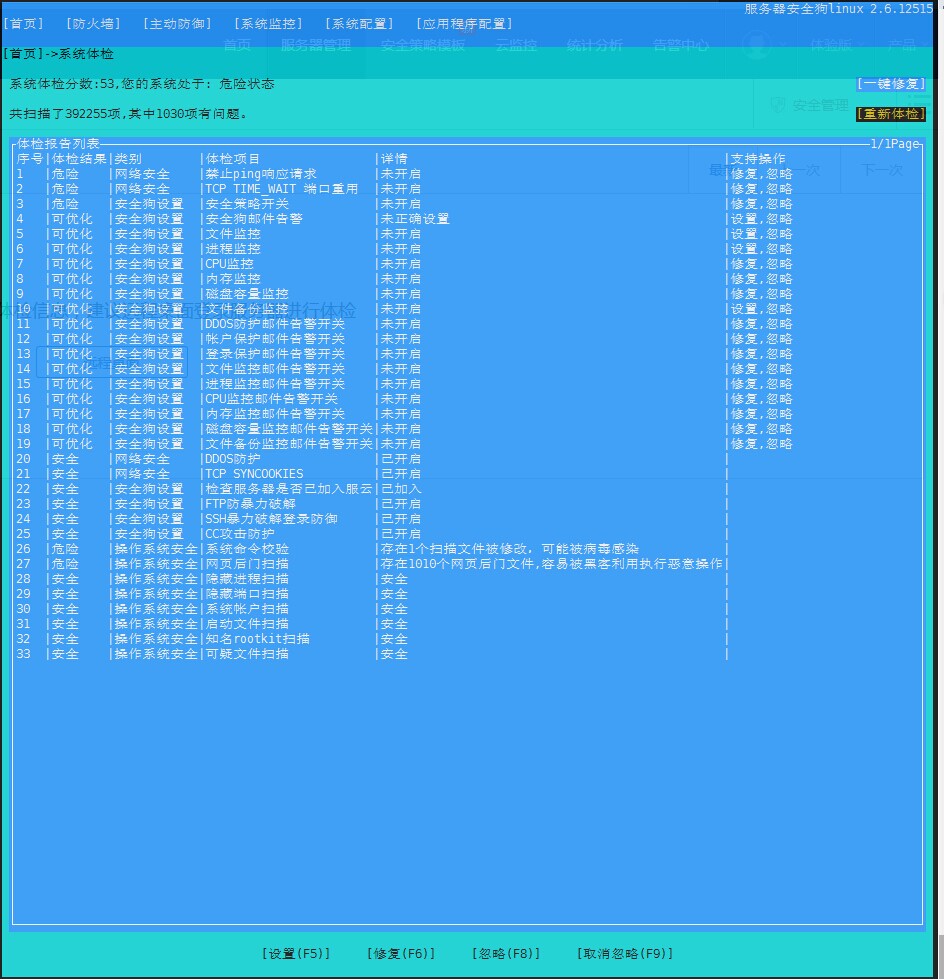 服务器安全狗linux 2.6.12515
[首页] [防火墙] [主动防御] [系统监控] [系统配置] [应用程序配置]
首页 服务器管理 安全策略模板 云监控 统计分析 告警中心 体验版 产品
[首页]->系统体检
系统体检分数:53,您的系统处于: 危险状态 [一键修复]
安全管理
共扫描了392255项,其中1030项有问题。 [重新体检]
体检报告列表 1/1Page
序号|体检结果|类别 |体检项目 |详情 |支持操作
1 |危险 |网络安全 |禁止ping响应请求 |未开启 |修复,忽略
2 |危险 |网络安全 |TCP TIME_WAIT 端口重用 |未开启 |修复,忽略
3 |危险 |安全狗设置 |安全策略开关 |未开启 |修复,忽略
4 |可优化 |安全狗设置 |安全狗邮件告警 |未正确设置 |设置,忽略
5 |可优化 |安全狗设置 |文件监控 |未开启 |设置,忽略
6 |可优化 |安全狗设置 |进程监控 |未开启 |设置,忽略
7 |可优化 |安全狗设置 |CPU监控 |未开启 |修复,忽略
8 |可优化 |安全狗设置 |内存监控 |未开启 |修复,忽略
9 |可优化 |安全狗设置 |磁盘容量监控 |未开启 |修复,忽略
10 |可优化 |安全狗设置 |文件备份监控 |未开启 |设置,忽略
11 |可优化 |安全狗设置 |DDOS防护邮件告警开关 |未开启 |修复,忽略
12 |可优化 |安全狗设置 |帐户保护邮件告警开关 |未开启 |修复,忽略
13 |可优化 |安全狗设置 |登录保护邮件告警开关 |未开启 |修复,忽略
14 |可优化 |安全狗设置 |文件监控邮件告警开关 |未开启 |修复,忽略
15 |可优化 |安全狗设置 |进程监控邮件告警开关 |未开启 |修复,忽略
16 |可优化 |安全狗设置 |CPU监控邮件告警开关 |未开启 |修复,忽略
17 |可优化 |安全狗设置 |内存监控邮件告警开关 |未开启 |修复,忽略
18 |可优化 |安全狗设置 |磁盘容量监控邮件告警开关|未开启 |修复,忽略
19 |可优化 |安全狗设置 |文件备份监控邮件告警开关|未开启 |修复,忽略
20 |安全 |网络安全 |DDOS防护 |已开启 |
21 |安全 |网络安全 |TCP SYNCOOKIES |已开启 |
22 |安全 |安全狗设置 |检查服务器是否已加入服云|已加入 |
23 |安全 |安全狗设置 |FTP防暴力破解 |已开启 |
24 |安全 |安全狗设置 |SSH暴力破解登录防御 |已开启 |
25 |安全 |安全狗设置 |CC攻击防护 |已开启 |
26 |危险 |操作系统安全|系统命令校验 |存在1个扫描文件被修改, 可能被病毒感染 |
27 |危险 |操作系统安全|网页后门扫描 |存在1010个网页后门文件,容易被黑客利用执行恶意操作|
28 |安全 |操作系统安全|隐藏进程扫描 |安全 |
29 |安全 |操作系统安全|隐藏端口扫描 |安全 |
30 |安全 |操作系统安全|系统帐户扫描 |安全 |
31 |安全 |操作系统安全|启动文件扫描 |安全 |
32 |安全 |操作系统安全|知名rootkit扫描 |安全 |
33 |安全 |操作系统安全|可疑文件扫描 |安全 |
[设置(F5)] [修复(F6)] [忽略(F8)] [取消忽略(F9)]